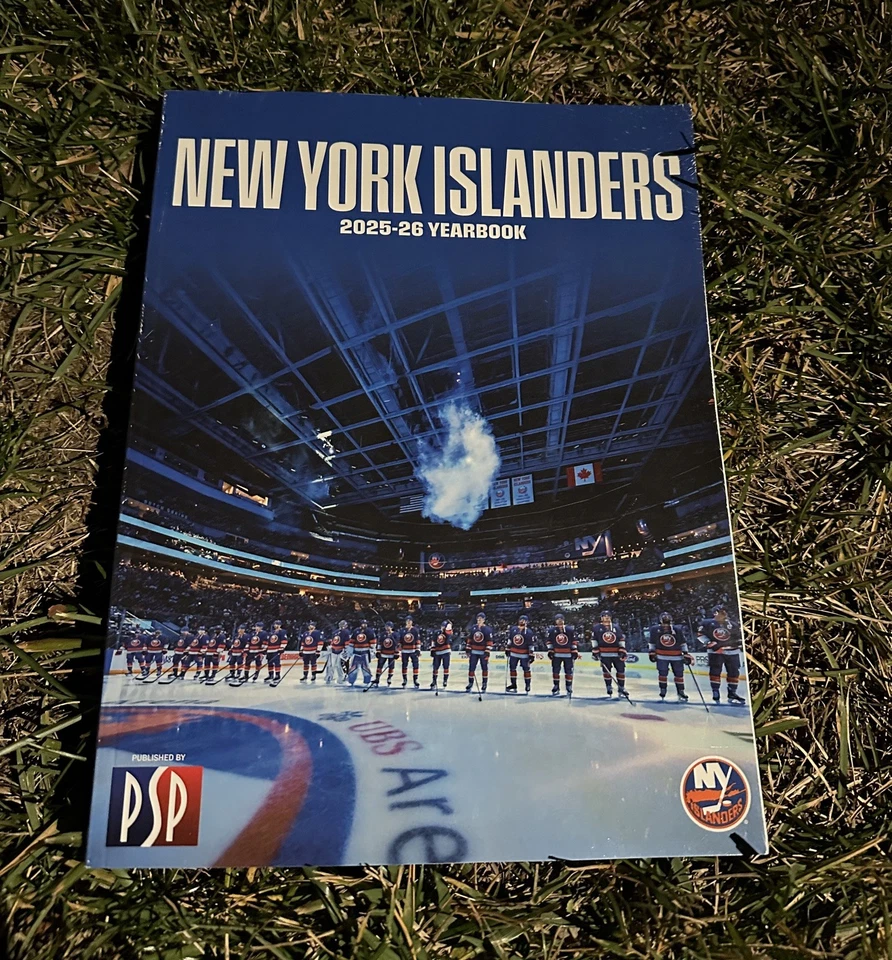 NEW YORK ISLANDERS
2025-26 YEARBOOK
UBS Are
PUBLISHED BY
PSP
NY
ISLANDERS